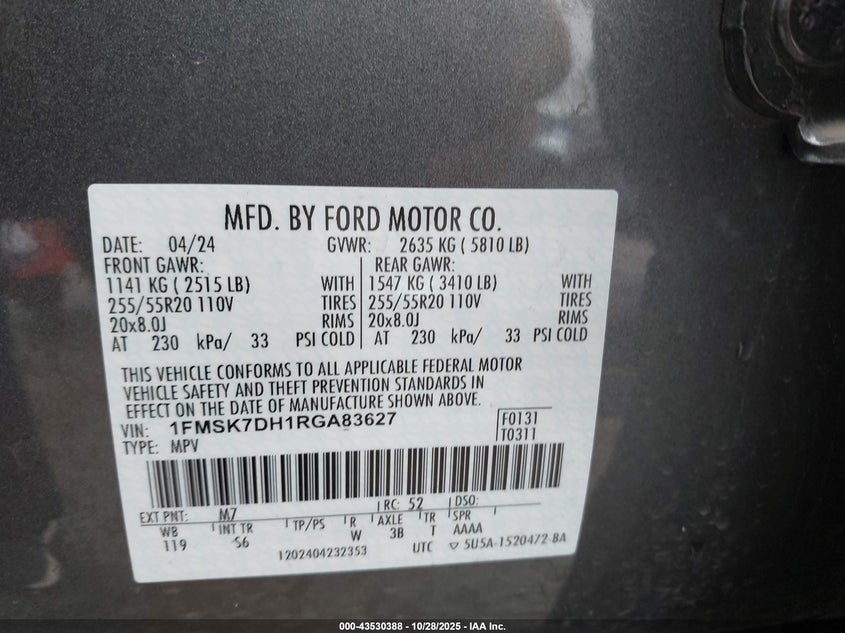 MFD. BY FORD MOTOR CO.
DATE: 04/24 GVWR: 2635 KG ( 5810 LB)
FRONT GAWR: REAR GAWR:
1141 KG ( 2515 LB) WITH 1547 KG ( 3410 LB) WITH
255/55R20 110V TIRES 255/55R20 110V TIRES
20x8.0J RIMS 20x8.0J RIMS
AT 230 kPa/ 33 PSI COLD AT 230 kPa/ 33 PSI COLD
THIS VEHICLE CONFORMS TO ALL APPLICABLE FEDERAL MOTOR
VEHICLE SAFETY AND THEFT PREVENTION STANDARDS IN
EFFECT ON THE DATE OF MANUFACTURE SHOWN ABOVE.
VIN: 1FMSK7DH1RGA83627 F0131
TYPE: MPV T0311
EXT PNT: M7 RC: 52 DSO:
WB INT TR TP/PS R AXLE TR SPR
119 S6 W 3B T AAAA
1202404232353 UTC ▽ 5U5A-1520472-BA
000-43530388 | 10/28/2025 - IAA Inc.